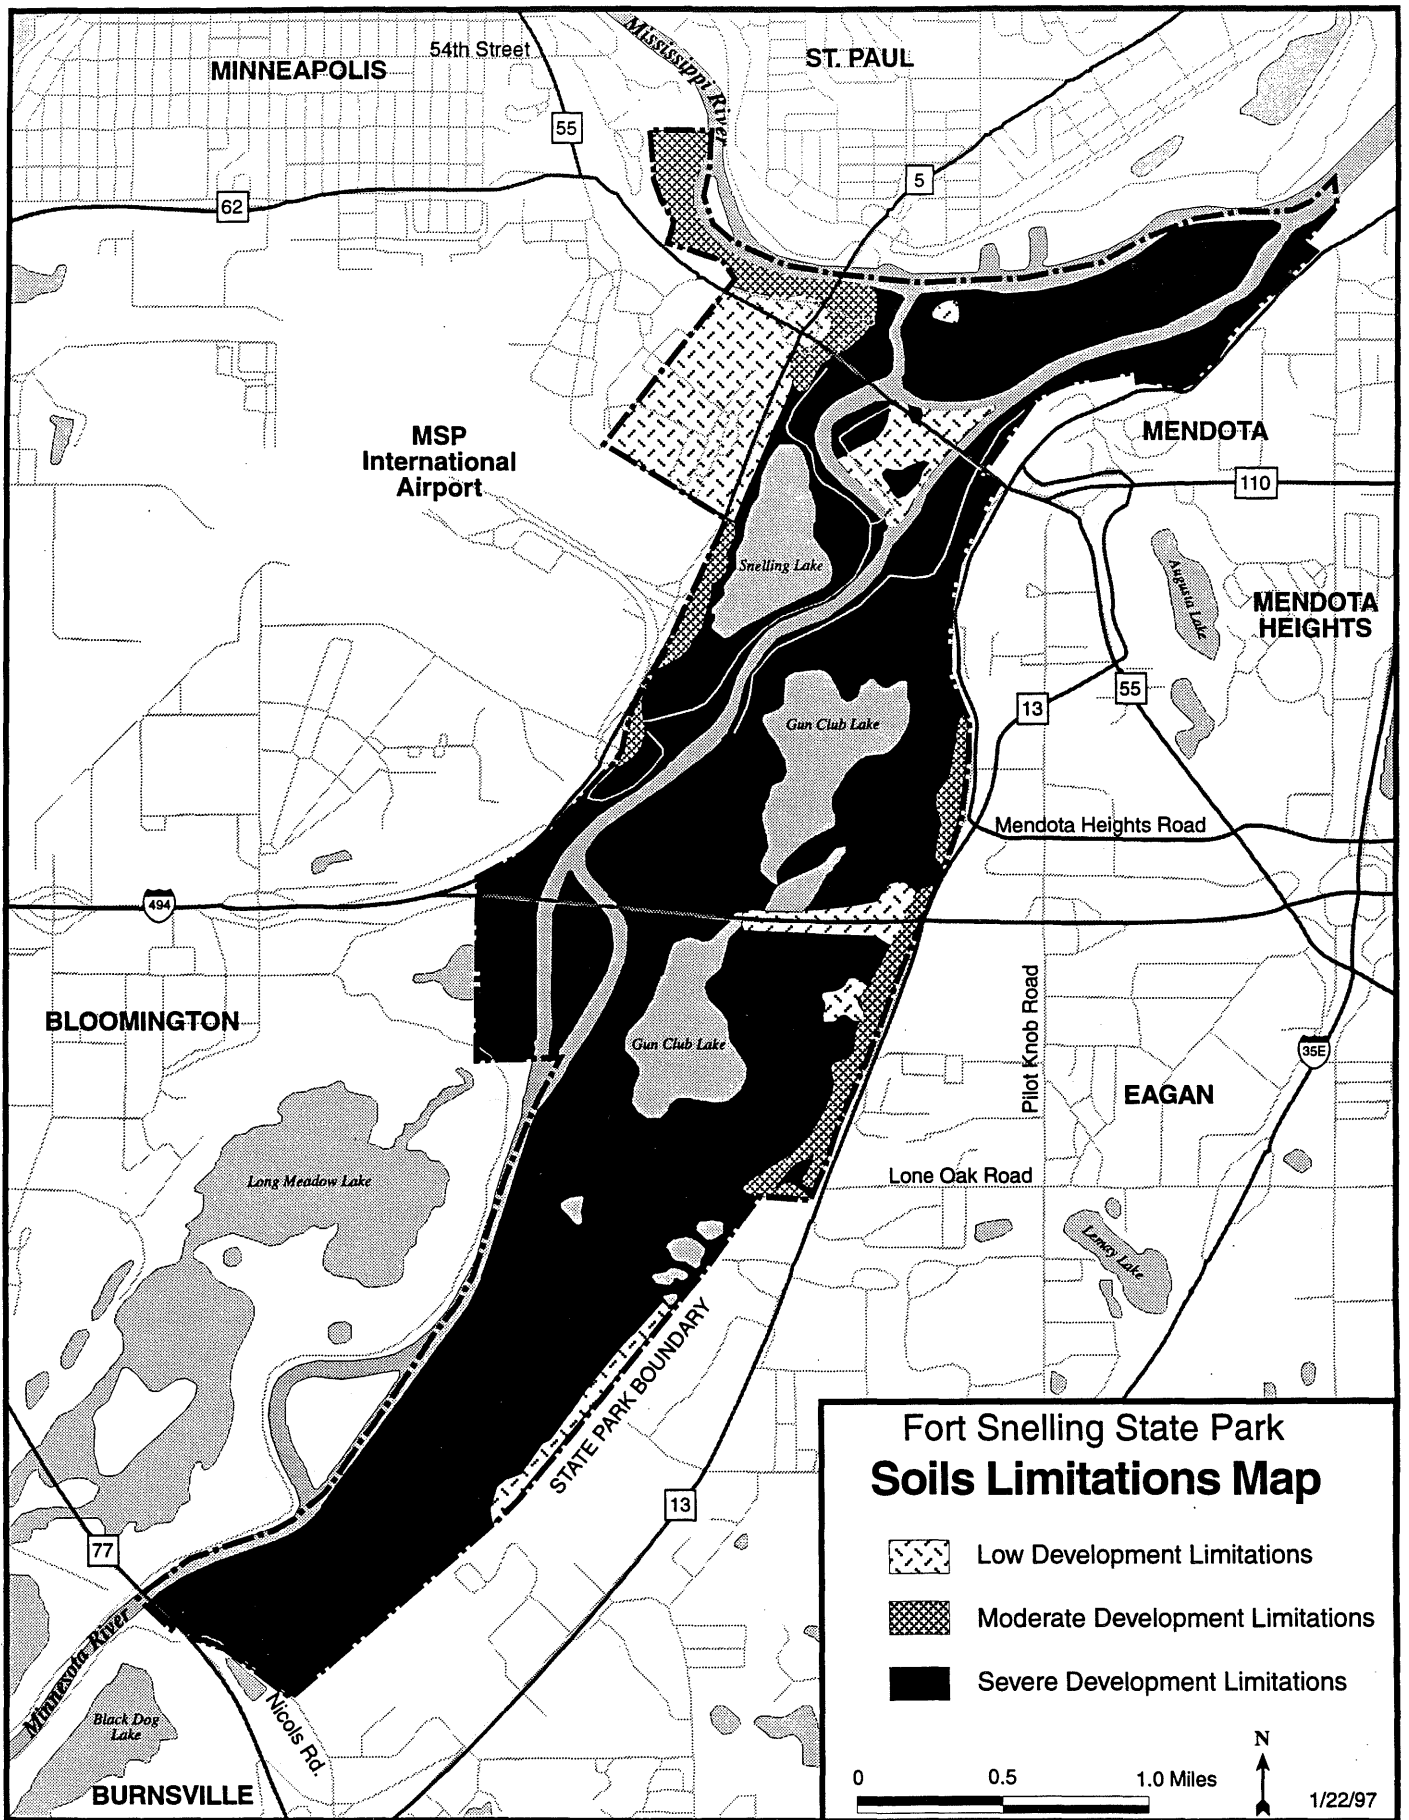 54th Street
MINNEAPOLIS
Mississippi River
ST. PAUL
55
5
62
MSP
International
Airport
MENDOTA
110
Snelling Lake
Augusta Lake
MENDOTA
HEIGHTS
55
13
Gun Club Lake
Mendota Heights Road
494
BLOOMINGTON
Pilot Knob Road
Gun Club Lake
35E
EAGAN
Long Meadow Lake
Lone Oak Road
Lemay Lake
STATE PARK BOUNDARY
13
77
Minnesota River
Black Dog
Lake
Nicols Rd.
BURNSVILLE
Fort Snelling State Park
Soils Limitations Map
Low Development Limitations
Moderate Development Limitations
Severe Development Limitations
N
0 0.5 1.0 Miles
1/22/97